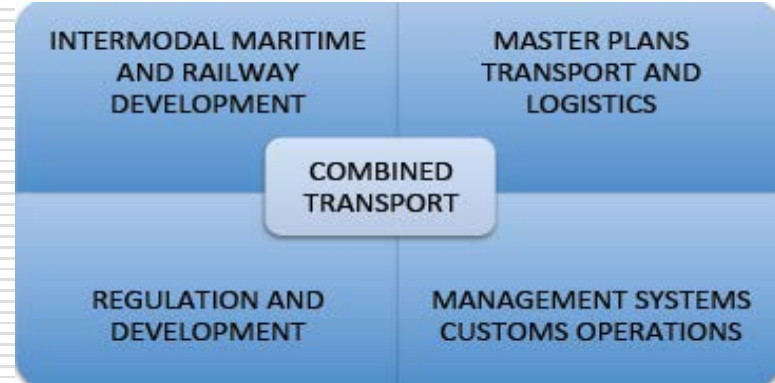 INTERMODAL MARITIME
AND RAILWAY
DEVELOPMENT
MASTER PLANS
TRANSPORT AND
LOGISTICS
COMBINED
TRANSPORT
REGULATION AND
DEVELOPMENT
MANAGEMENT SYSTEMS
CUSTOMS OPERATIONS